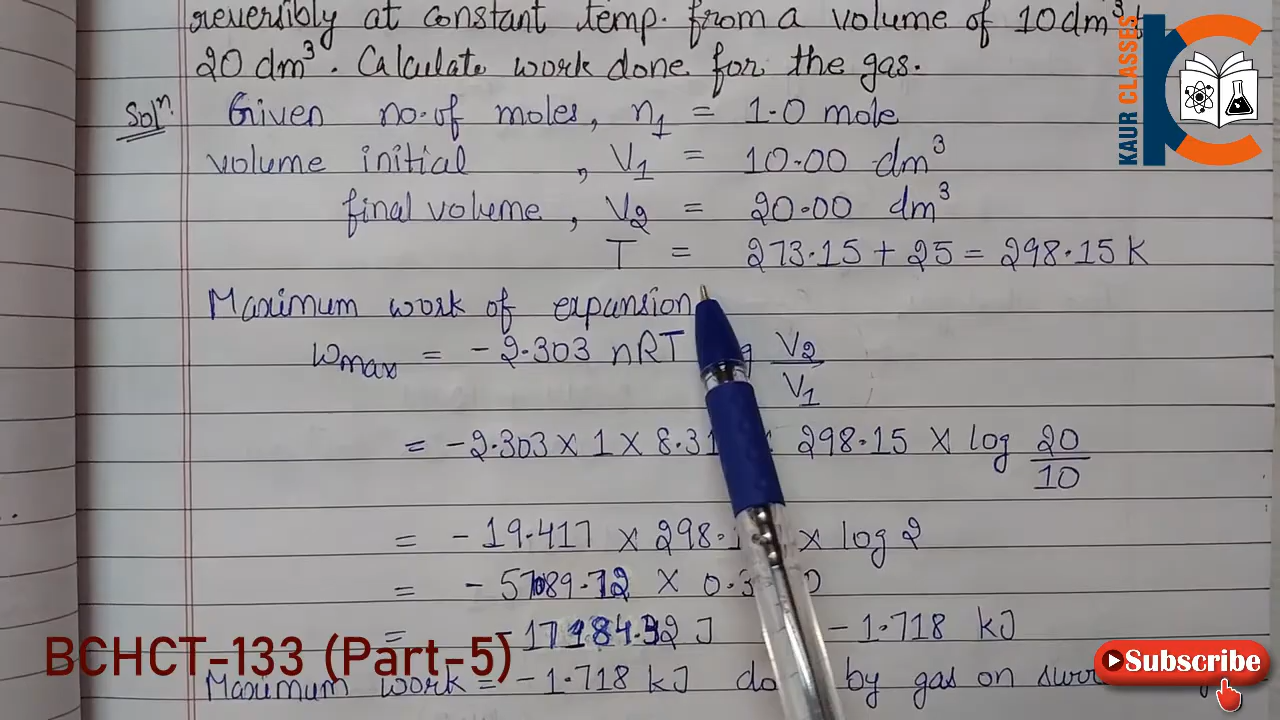 reversibly at constant temp. from a volume of 10 dm³
20 dm³. Calculate work done for the gas.
Solⁿ. Given no. of moles, n₁ = 1.0 mole
volume initial, V₁ = 10.00 dm³
final volume, V₂ = 20.00 dm³
T = 273.15 + 25 = 298.15 K
Maximum work of expansion
Wmax = -2.303 nRT V₂/V₁
= -2.303 × 1 × 8.31 298.15 × log 20/10
= -19.417 × 298. × log 2
= × 0.3
= J -1.718 kJ
Maximum work = -1.718 kJ by gas on
KAUR CLASSES
BCHCT-133 (Part-5)
Subscribe